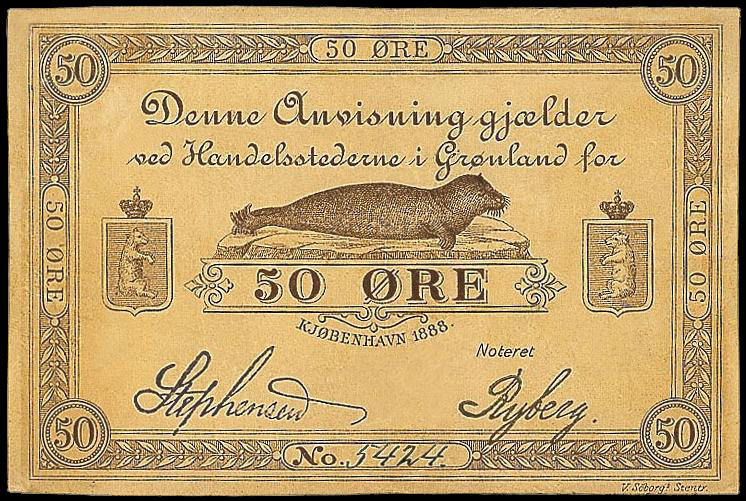 50 50 ØRE 50
Denne Anvisning gjælder
ved Handelsstederne i Grønland for
50 ØRE
50 ØRE
50 ØRE
KJØBENHAVN 1888.
Noteret
Stephensen
Ryberg.
50 No. 5424. 50
V. Söborgs Stentr.